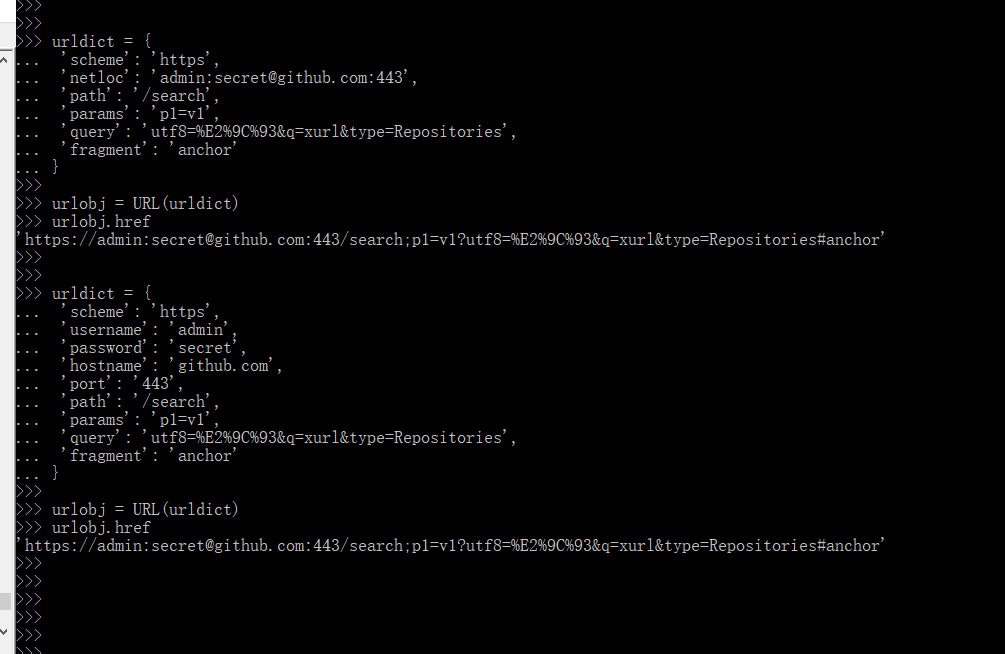 >>>
>>>
>>> urldict = {
...  'scheme': 'https',
...  'netloc': 'admin:secret@github.com:443',
...  'path': '/search',
...  'params': 'p1=v1',
...  'query': 'utf8=%E2%9C%93&q=xurl&type=Repositories',
...  'fragment': 'anchor'
... }
>>>
>>> urlobj = URL(urldict)
>>> urlobj.href
'https://admin:secret@github.com:443/search;p1=v1?utf8=%E2%9C%93&q=xurl&type=Repositories#anchor'
>>>
>>>
>>> urldict = {
...  'scheme': 'https',
...  'username': 'admin',
...  'password': 'secret',
...  'hostname': 'github.com',
...  'port': '443',
...  'path': '/search',
...  'params': 'p1=v1',
...  'query': 'utf8=%E2%9C%93&q=xurl&type=Repositories',
...  'fragment': 'anchor'
... }
>>>
>>> urlobj = URL(urldict)
>>> urlobj.href
'https://admin:secret@github.com:443/search;p1=v1?utf8=%E2%9C%93&q=xurl&type=Repositories#anchor'
>>>
>>>
>>>
>>>
>>>
>>>